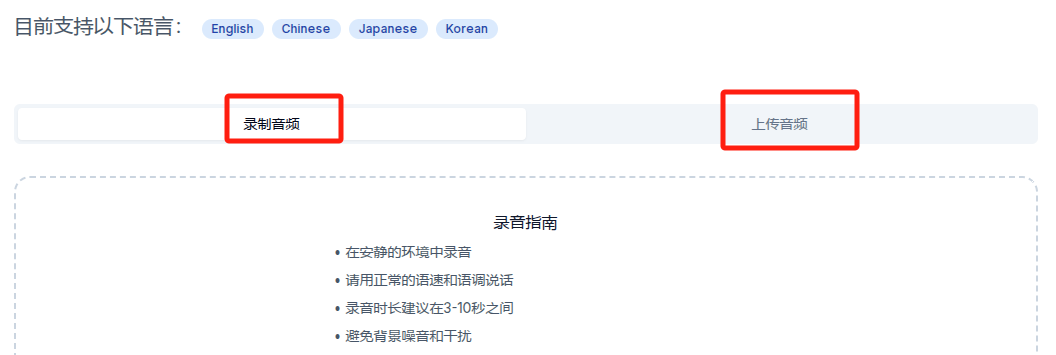 目前支持以下语言： English Chinese Japanese Korean
录制音频 上传音频
录音指南
• 在安静的环境中录音
• 请用正常的语速和语调说话
• 录音时长建议在3-10秒之间
• 避免背景噪音和干扰